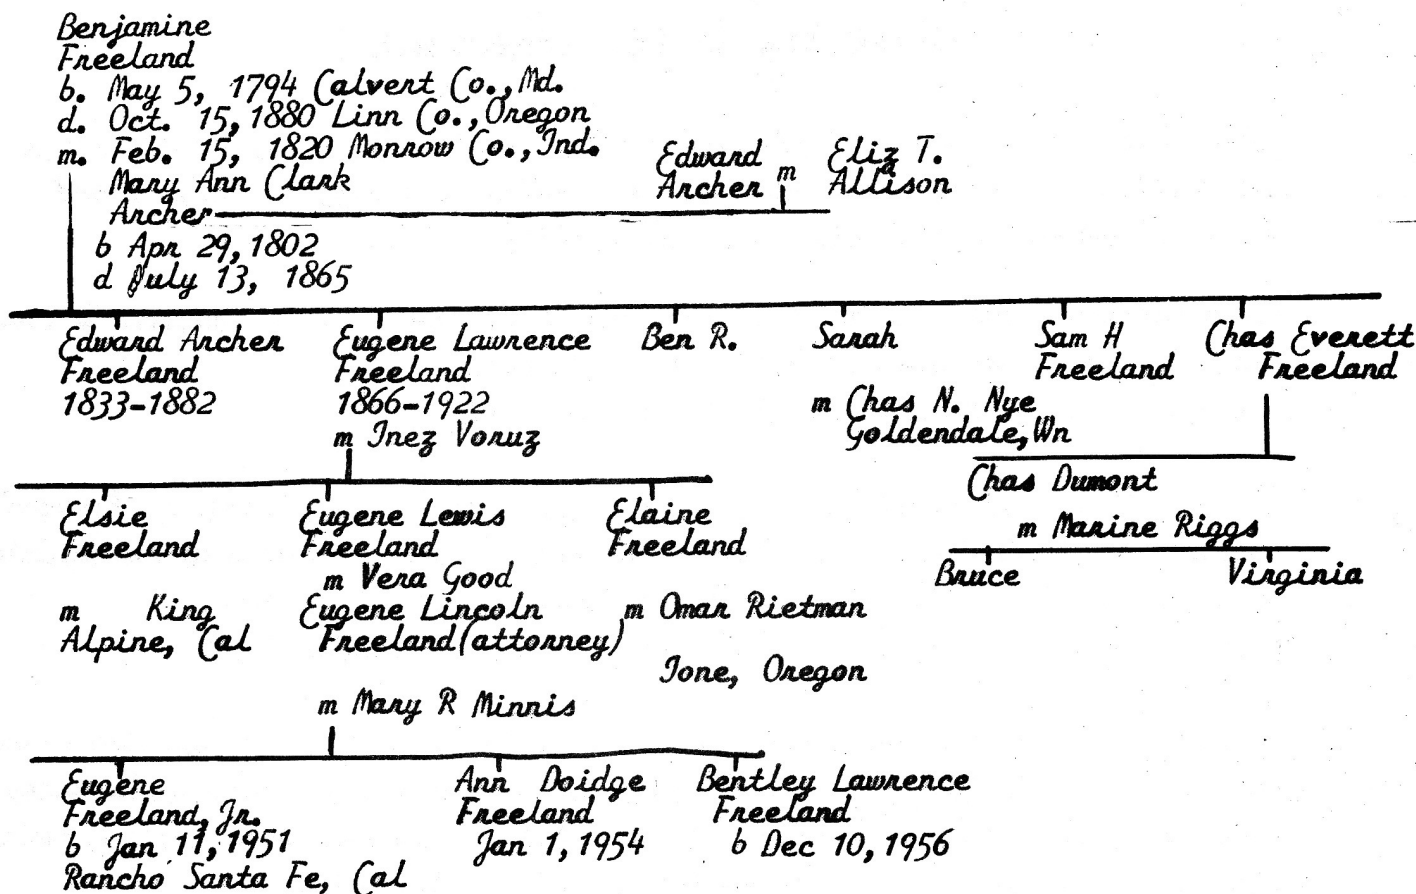 Benjamine
Freeland
b. May 5, 1794 Calvert Co., Md.
d. Oct. 15, 1880 Linn Co., Oregon
m. Feb. 15, 1820 Monrow Co., Ind.
Mary Ann Clark
Archer
b Apr 29, 1802
d July 13, 1865
Edward
Archer
m
Eliz T.
Allison
Edward Archer
Freeland
1833-1882
Eugene Lawrence
Freeland
1866-1922
m Inez Voruz
Ben R.
Sarah
m Chas N. Nye
Goldendale, Wn
Sam H
Freeland
Chas Everett
Freeland
Chas Dumont
m Marine Riggs
Bruce
Virginia
Elsie
Freeland
m King
Alpine, Cal
Eugene Lewis
Freeland
m Vera Good
Eugene Lincoln
Freeland (attorney)
m Mary R Minnis
Elaine
Freeland
m Omar Rietman
Ione, Oregon
Eugene
Freeland, Jr.
b Jan 11, 1951
Rancho Santa Fe, Cal
Ann Doidge
Freeland
Jan 1, 1954
Bentley Lawrence
Freeland
b Dec 10, 1956